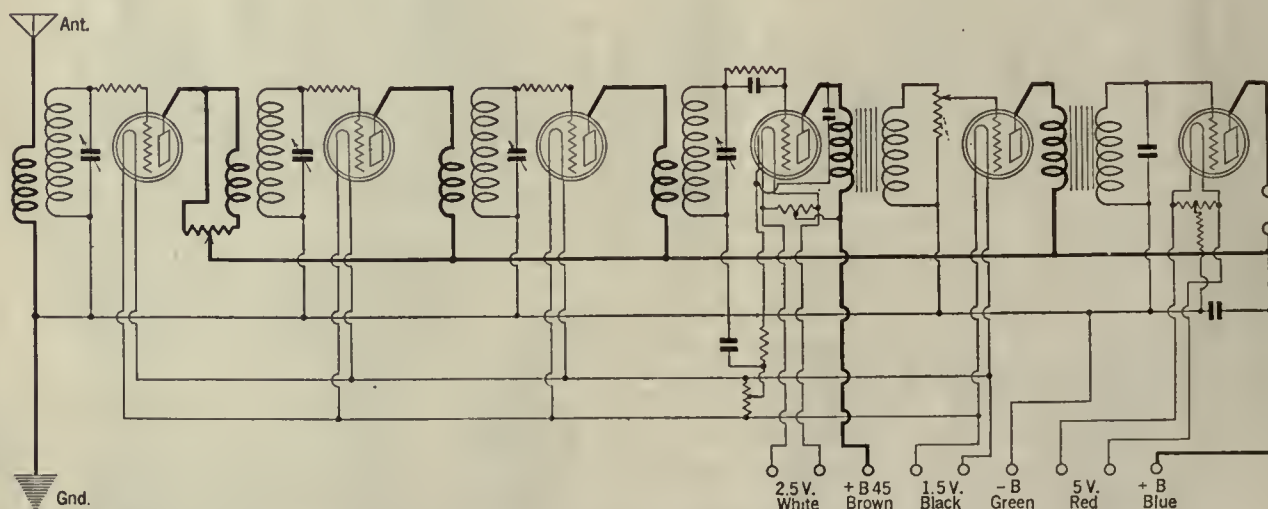 Ant.
Gnd.
2.5 V. + B 45 1.5 V. – B 5 V. + B
White Brown Black Green Red Blue